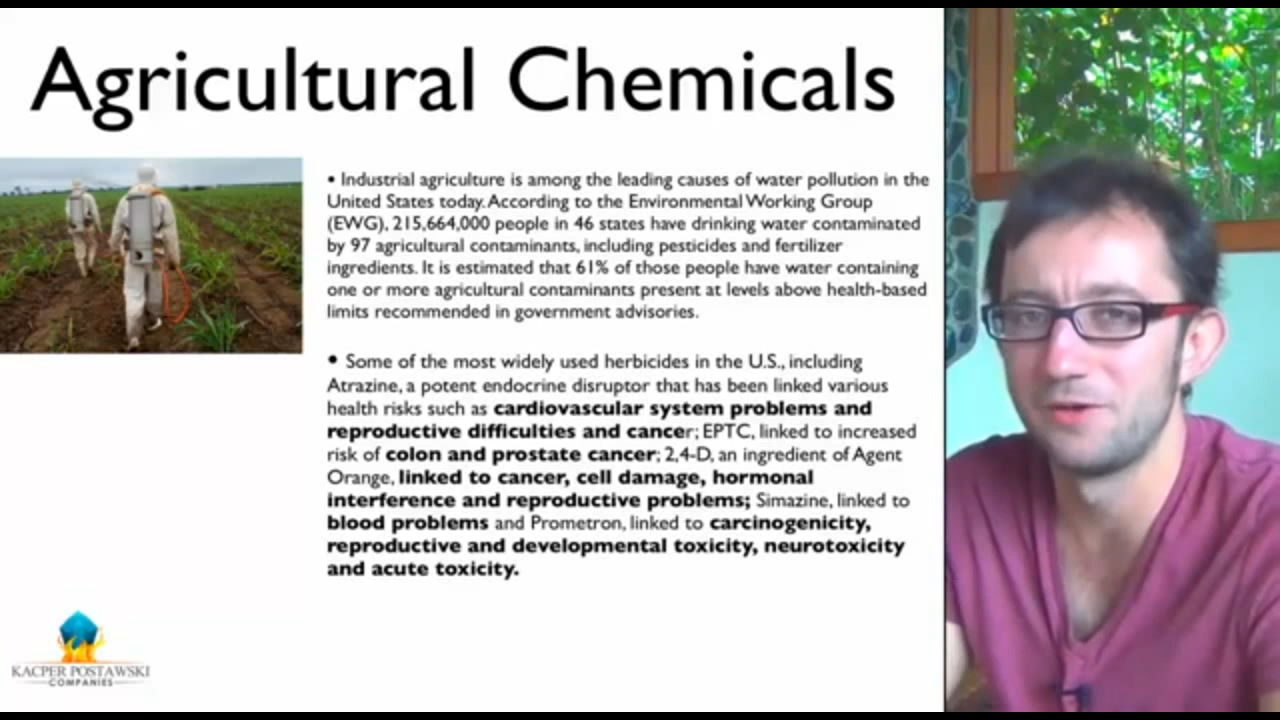 Agricultural Chemicals
• Industrial agriculture is among the leading causes of water pollution in the
United States today. According to the Environmental Working Group
(EWG), 215,664,000 people in 46 states have drinking water contaminated
by 97 agricultural contaminants, including pesticides and fertilizer
ingredients. It is estimated that 61% of those people have water containing
one or more agricultural contaminants present at levels above health-based
limits recommended in government advisories.
• Some of the most widely used herbicides in the U.S., including
Atrazine, a potent endocrine disruptor that has been linked various
health risks such as cardiovascular system problems and
reproductive difficulties and cancer; EPTC, linked to increased
risk of colon and prostate cancer; 2,4-D, an ingredient of Agent
Orange, linked to cancer, cell damage, hormonal
interference and reproductive problems; Simazine, linked to
blood problems and Prometron, linked to carcinogenicity,
reproductive and developmental toxicity, neurotoxicity
and acute toxicity.
KACPER POSTAWSKI
COMPANIES